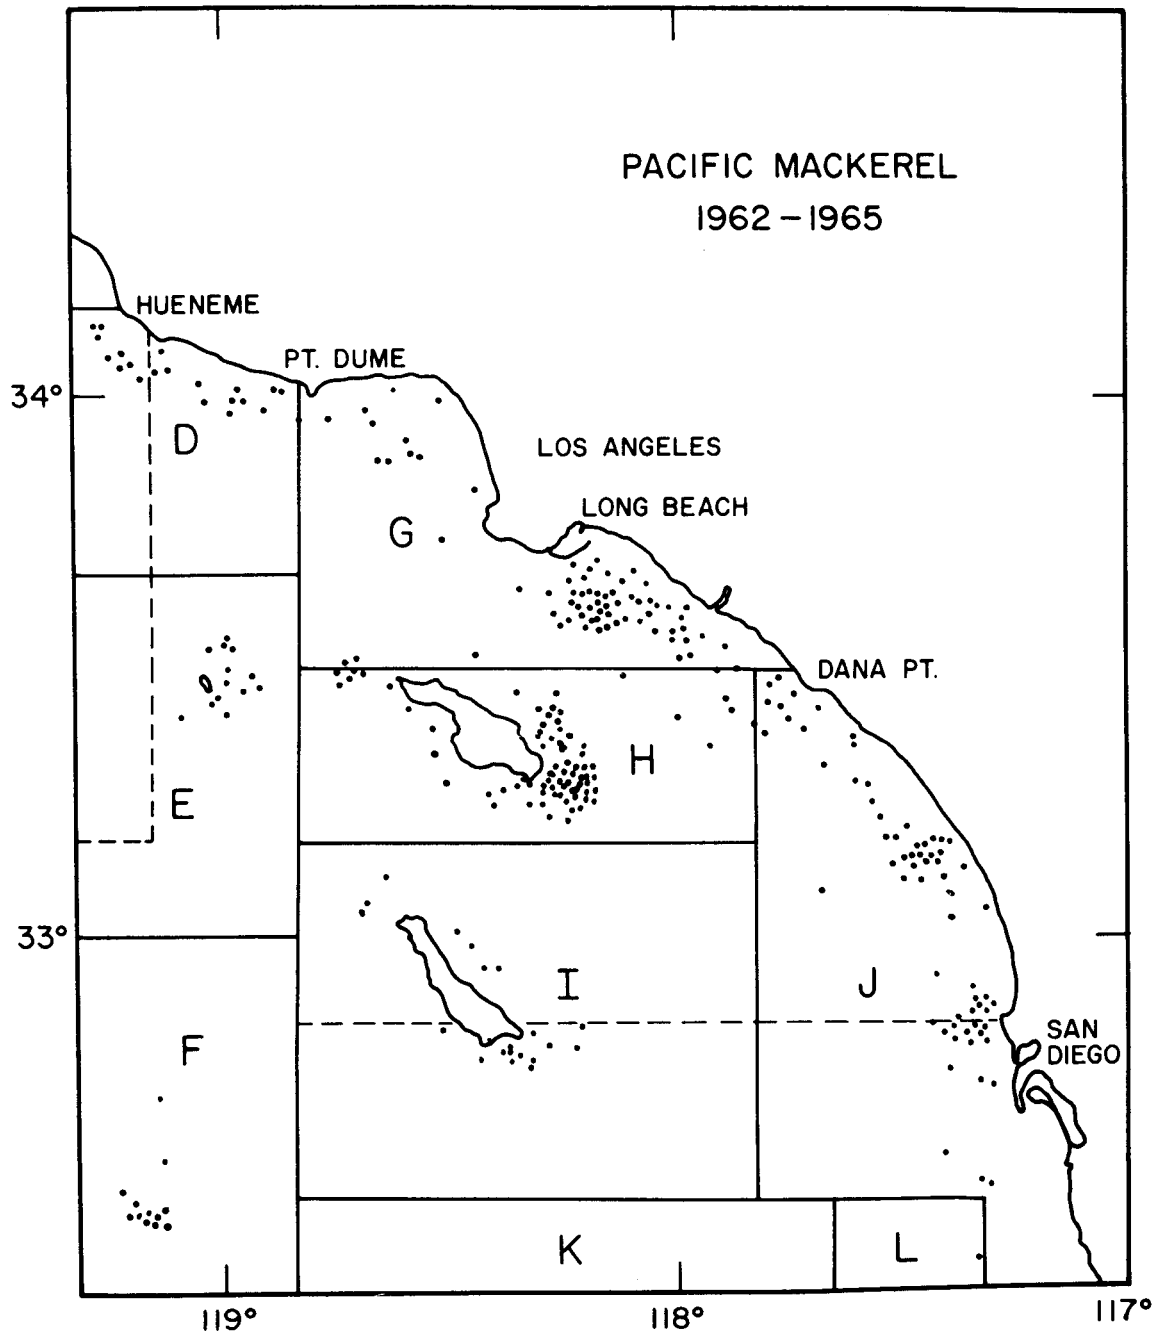 PACIFIC MACKEREL
1962 – 1965
HUENEME
PT. DUME
34°
D
LOS ANGELES
LONG BEACH
G
DANA PT.
H
E
33°
I
J
F
SAN
DIEGO
K
L
119°
118°
117°